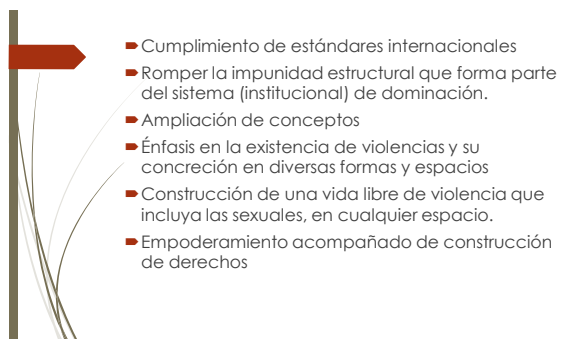 Cumplimiento de estándares internacionales
Romper la impunidad estructural que forma parte
del sistema (institucional) de dominación.
Ampliación de conceptos
Énfasis en la existencia de violencias y su
concreción en diversas formas y espacios
Construcción de una vida libre de violencia que
incluya las sexuales, en cualquier espacio.
Empoderamiento acompañado de construcción
de derechos